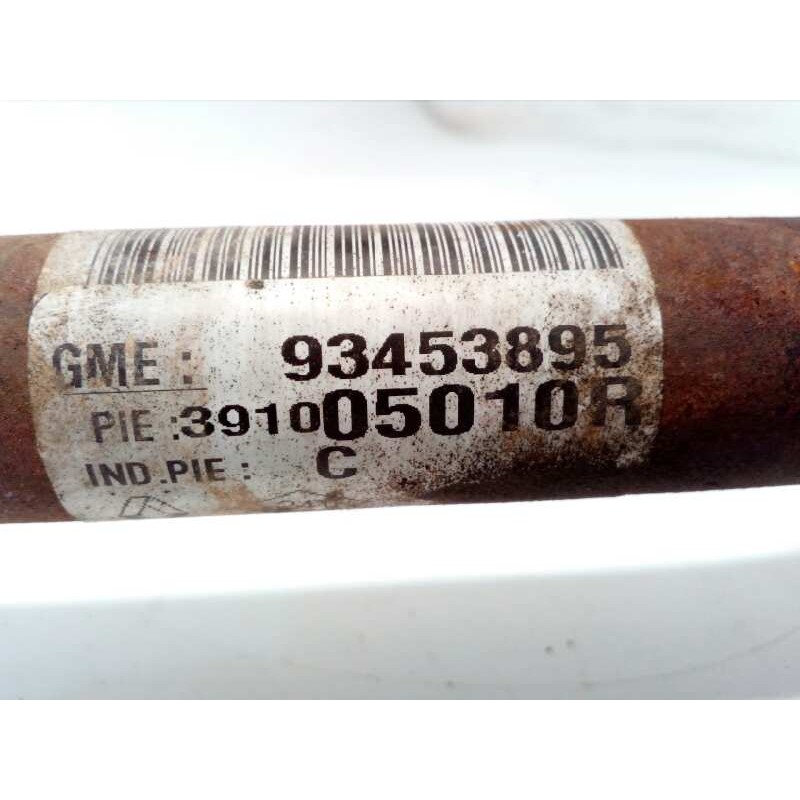 GME : 93453895
PIE : 391005010R
IND.PIE : C